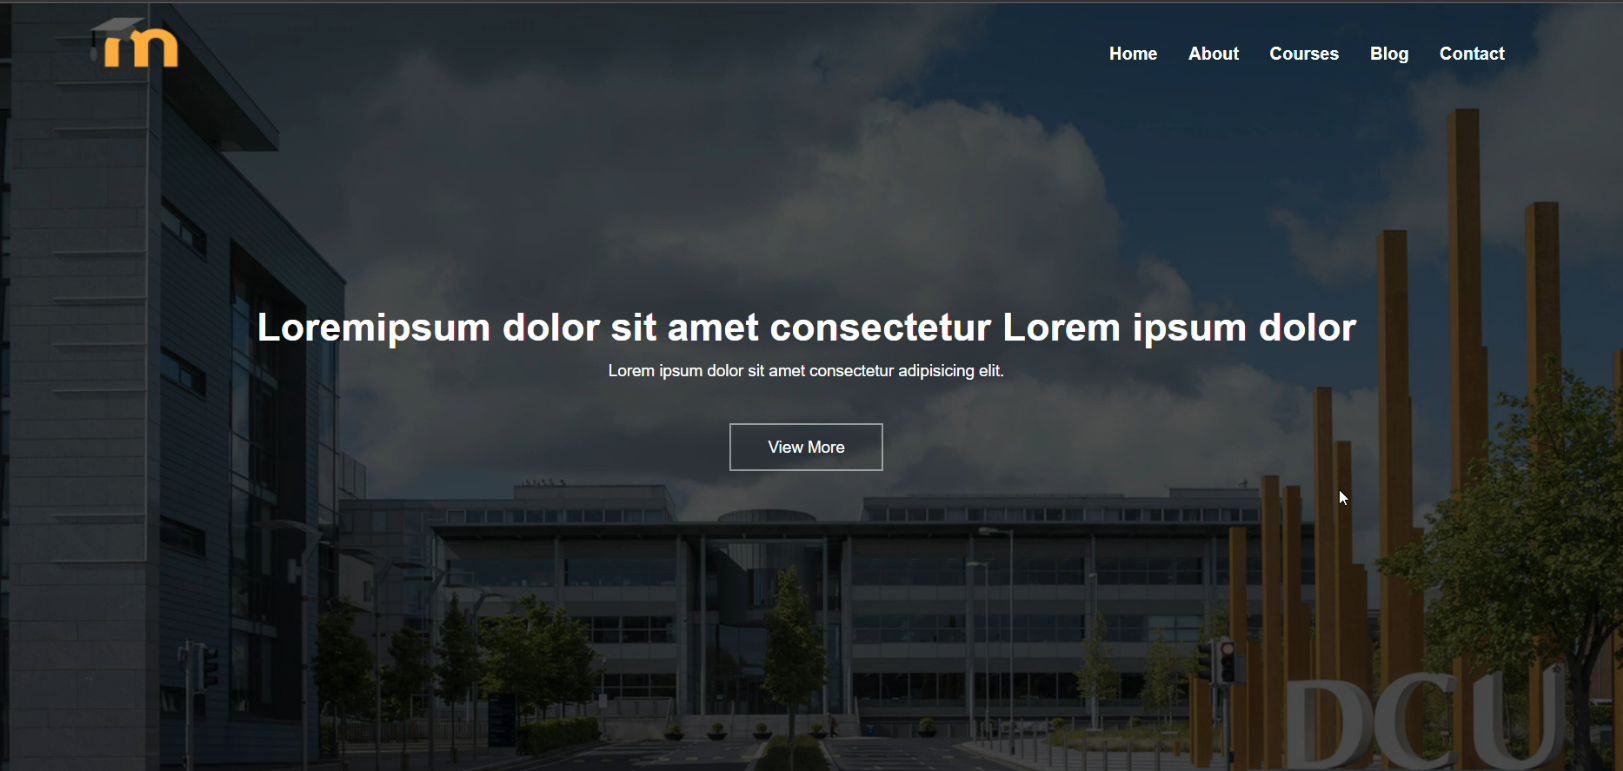 m
Home About Courses Blog Contact
Loremipsum dolor sit amet consectetur Lorem ipsum dolor
Lorem ipsum dolor sit amet consectetur adipisicing elit.
View More
DCU